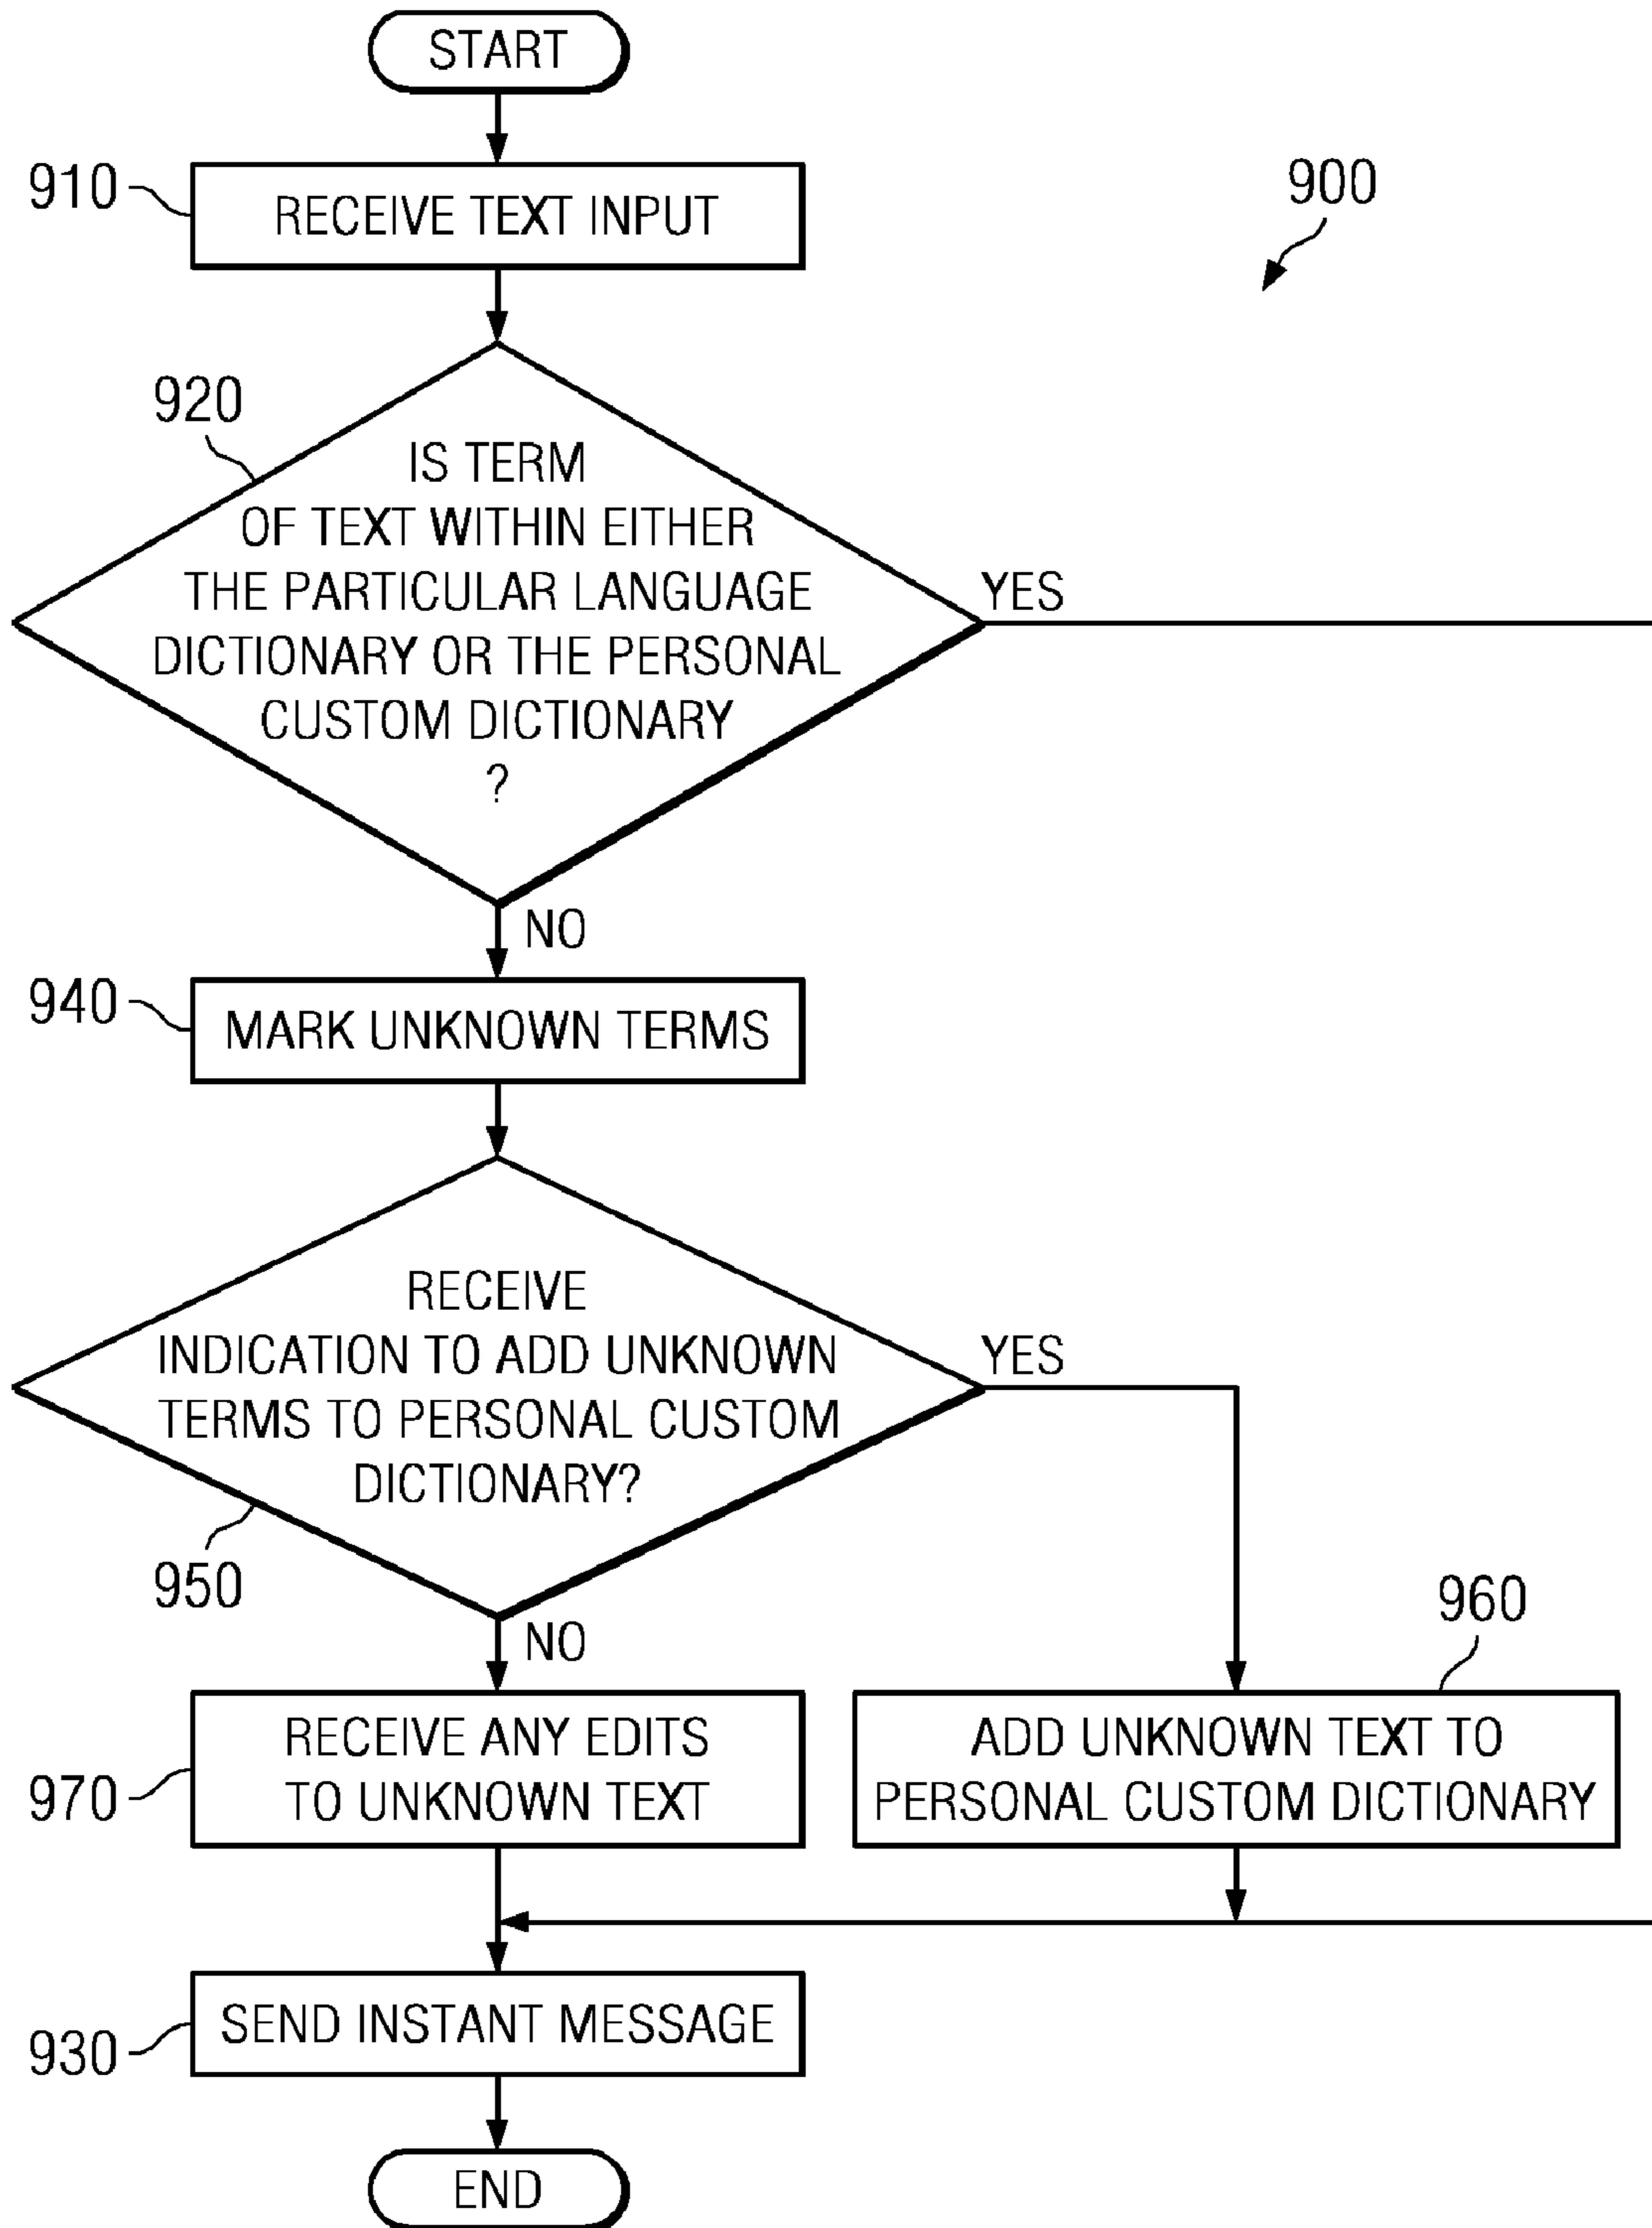 START
910
RECEIVE TEXT INPUT
900
920
IS TERM
OF TEXT WITHIN EITHER
THE PARTICULAR LANGUAGE
DICTIONARY OR THE PERSONAL
CUSTOM DICTIONARY
?
YES
NO
940
MARK UNKNOWN TERMS
RECEIVE
INDICATION TO ADD UNKNOWN
TERMS TO PERSONAL CUSTOM
DICTIONARY?
YES
950
NO
960
970
RECEIVE ANY EDITS
TO UNKNOWN TEXT
ADD UNKNOWN TEXT TO
PERSONAL CUSTOM DICTIONARY
930
SEND INSTANT MESSAGE
END